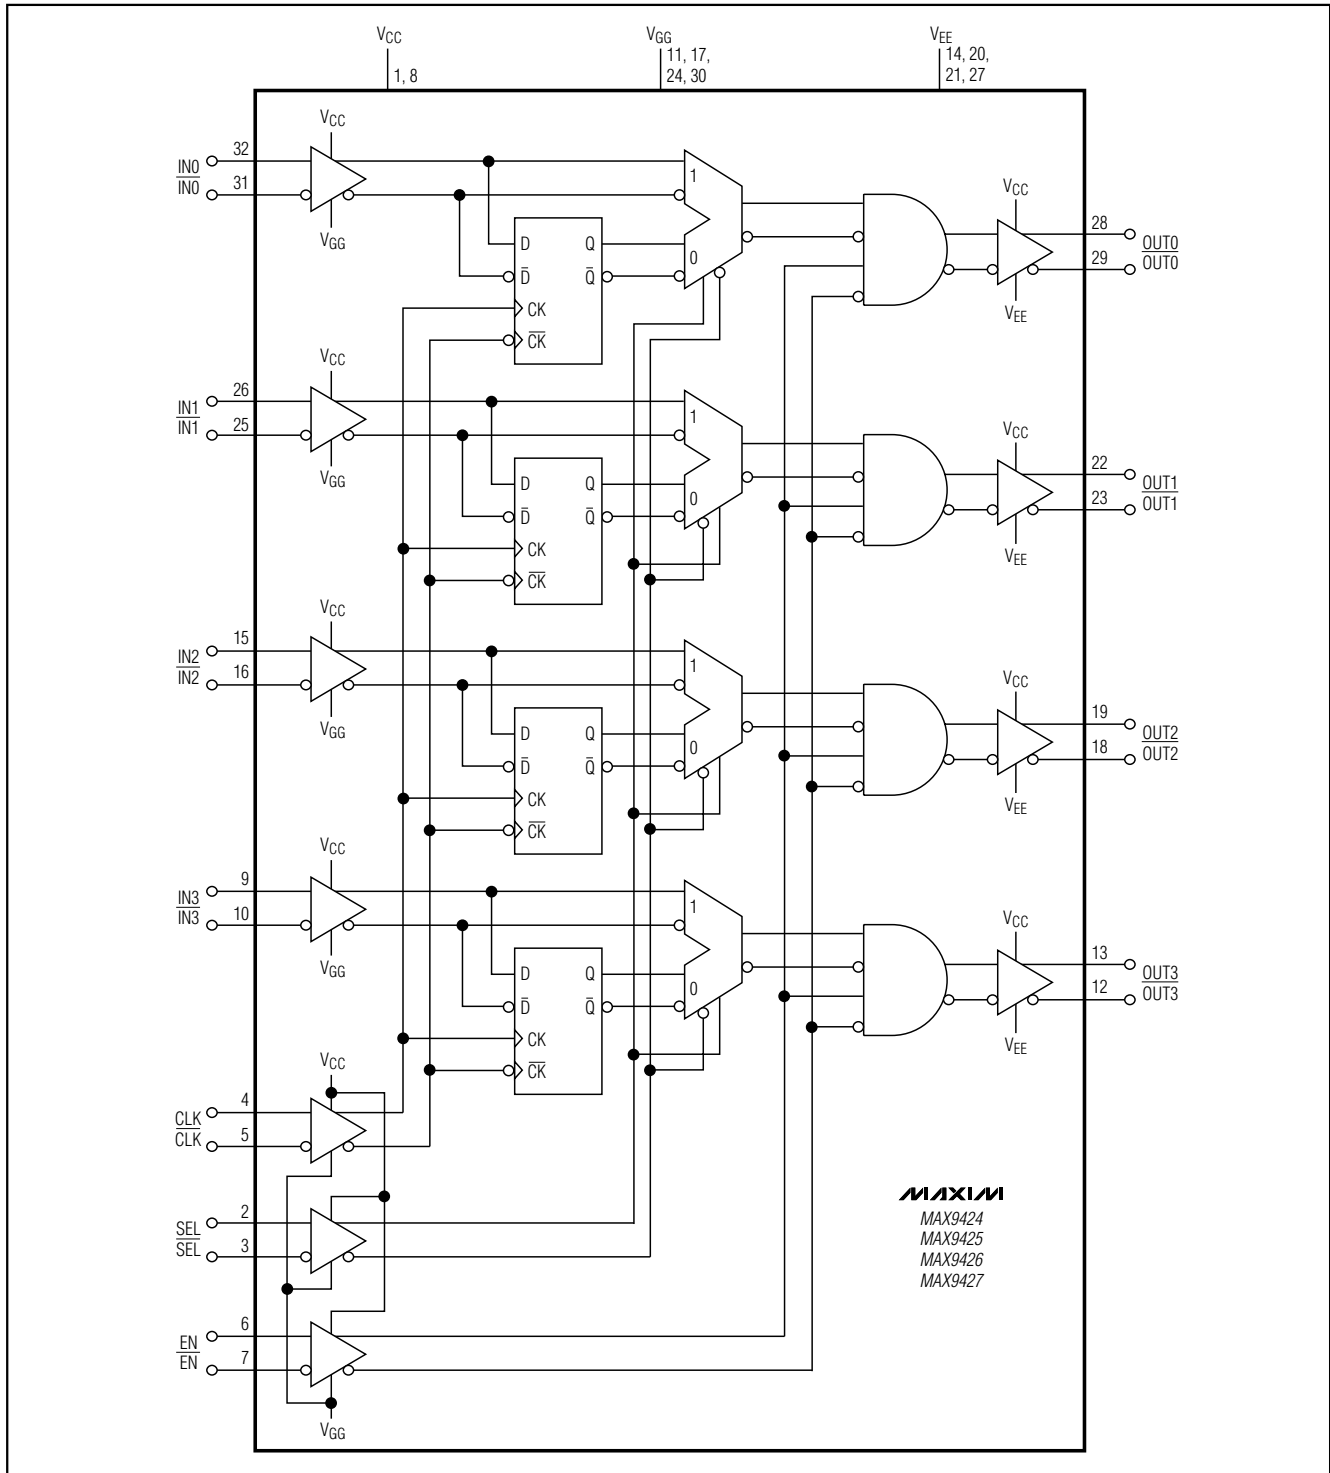 VCC
1, 8
VGG
11, 17,
24, 30
VEE
14, 20,
21, 27
VCC
32
IN0
IN0
31
VGG
1
0
D
Q
D̅
Q̅
CK
C̅K̅
VCC
28
OUT0
OUT0
29
VEE
VCC
26
IN1
IN1
25
VGG
1
0
D
Q
D̅
Q̅
CK
C̅K̅
VCC
22
OUT1
OUT1
23
VEE
VCC
15
IN2
IN2
16
VGG
1
0
D
Q
D̅
Q̅
CK
C̅K̅
VCC
19
OUT2
OUT2
18
VEE
VCC
9
IN3
IN3
10
VGG
1
0
D
Q
D̅
Q̅
CK
C̅K̅
VCC
13
OUT3
OUT3
12
VEE
VCC
4
CLK
CLK
5
2
SEL
SEL
3
6
EN
EN
7
VGG
MAXIM
MAX9424
MAX9425
MAX9426
MAX9427